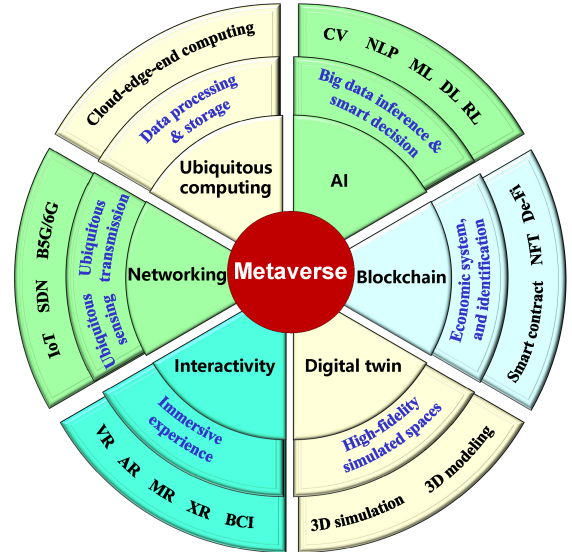 Metaverse
Ubiquitous
computing
Data processing
& storage
Cloud-edge-end computing
AI
Big data inference &
smart decision
CV NLP ML DL RL
Blockchain
Economic system,
and identification
Smart contract NFT De-Fi
Digital twin
High-fidelity
simulated spaces
3D simulation 3D modeling
Interactivity
Immersive
experience
VR AR MR XR BCI
Networking
Ubiquitous Ubiquitous
sensing transmission
IoT SDN B5G/6G